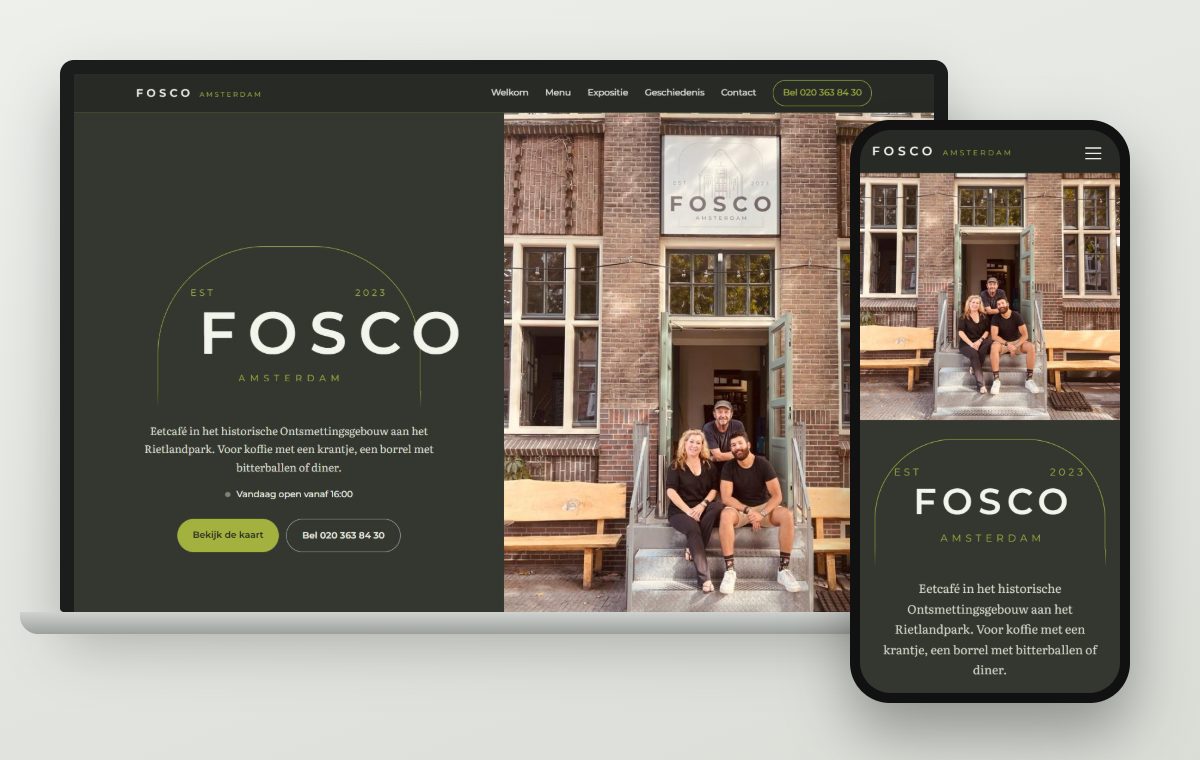 FOSCO AMSTERDAM
Welkom Menu Expositie Geschiedenis Contact Bel 020 363 84 30
EST 2023
FOSCO
AMSTERDAM
Eetcafé in het historische Ontsmettingsgebouw aan het
Rietlandpark. Voor koffie met een krantje, een borrel met
bitterballen of diner.
Vandaag open vanaf 16:00
Bekijk de kaart Bel 020 363 84 30
EST 2023
FOSCO
AMSTERDAM
FOSCO AMSTERDAM
EST 2023
FOSCO
AMSTERDAM
Eetcafé in het historische
Ontsmettingsgebouw aan het
Rietlandpark. Voor koffie met een
krantje, een borrel met bitterballen of
diner.